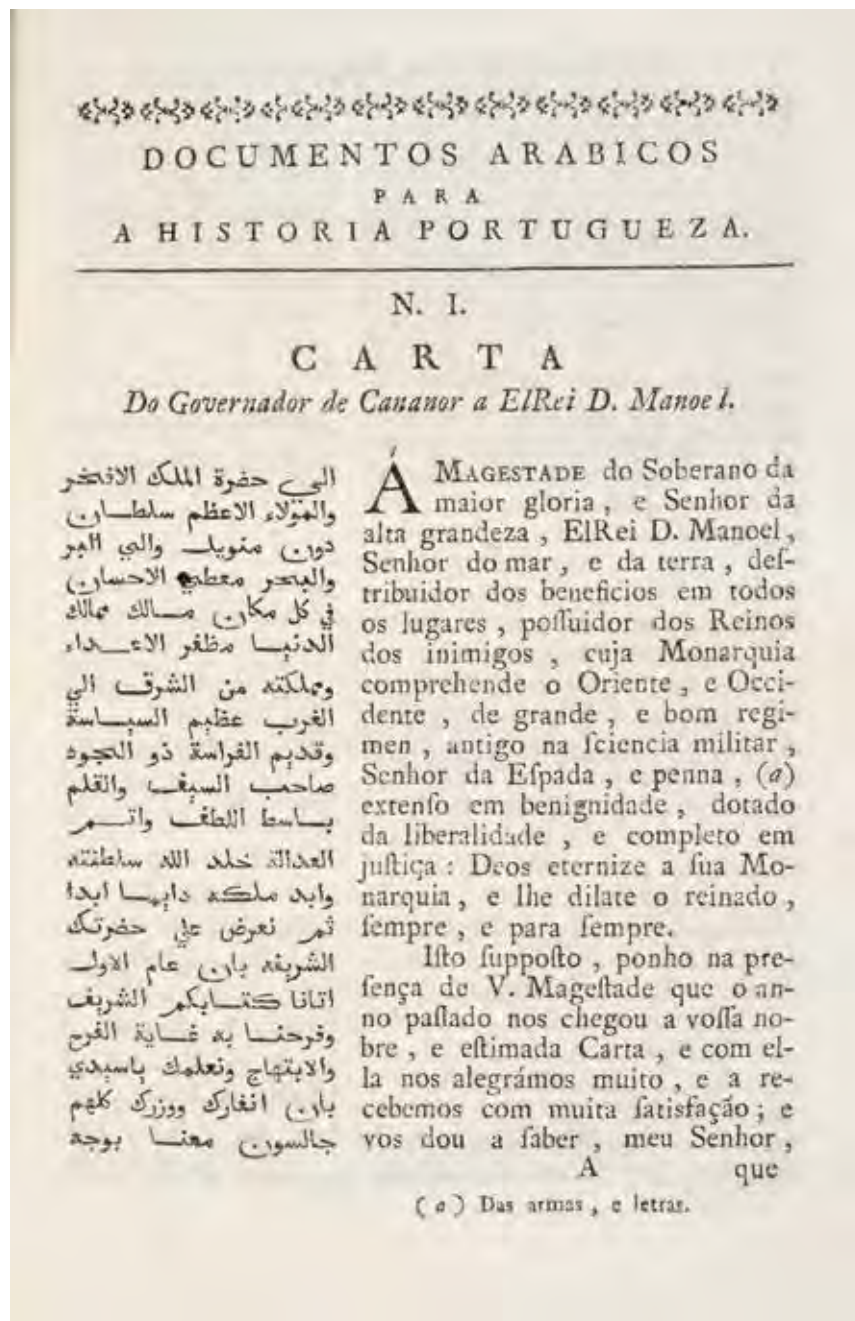 DOCUMENTOS ARABICOS
PARA
A HISTORIA PORTUGUEZA.
N. I.
CARTA
Do Governador de Cananor a ElRei D. Manoel.
الي حضرة الملك الافخر
والمولاء الاعظم سلطان
دون منويل والي البر
والبحر معطي الاحسان
في كل مكان مالك ممالك
الدنيا مظفر الاعداء
ومملكته من الشرق الي
الغرب عظيم السياسة
وقديم الفراسة ذو الجود
صاحب السيف والقلم
باسط اللطف واتم
العدالة خلد الله سلطنته
وابد ملكه دايما ابدا
ثم نعرض علي حضرتك
الشريفه بان عام الاول
اتانا كتابكم الشريف
وفرحنا به غاية الفرح
والابتهاج ونعلمك ياسيدي
بان انفارك ووزرك كلهم
جالسون معنا بوجه
Á MAGESTADE do Soberano da
maior gloria, e Senhor da
alta grandeza, ElRei D. Manoel,
Senhor do mar, e da terra, deſ-
tribuidor dos beneficios em todos
os lugares, poſſuidor dos Reinos
dos inimigos, cuja Monarquia
comprehende o Oriente, e Occi-
dente, de grande, e bom regi-
men, antigo na ſciencia militar,
Senhor da Eſpada, e penna, (a)
extenſo em benignidade, dotado
da liberalidade, e completo em
juſtiça: Deos eternize a ſua Mo-
narquia, e lhe dilate o reinado,
ſempre, e para ſempre.
Iſto ſuppoſto, ponho na pre-
ſença de V. Mageſtade que o an-
no paſſado nos chegou a voſſa no-
bre, e eſtimada Carta, e com el-
la nos alegrámos muito, e a re-
cebemos com muita ſatisfação; e
vos dou a ſaber, meu Senhor,
A que
(a) Das armas, e letras.